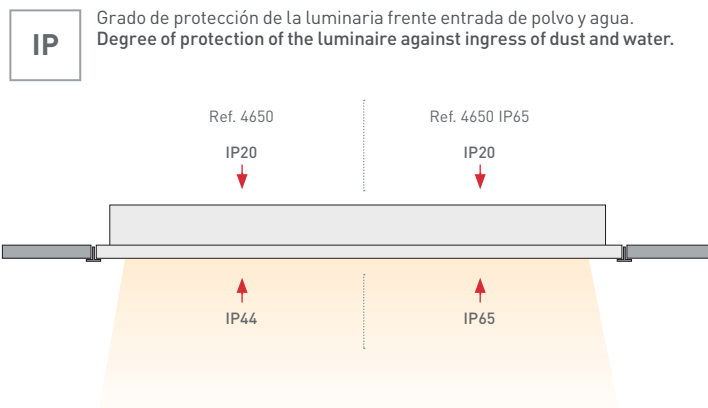 IP
Grado de protección de la luminaria frente entrada de polvo y agua.
Degree of protection of the luminaire against ingress of dust and water.
Ref. 4650
Ref. 4650 IP65
IP20
IP20
IP44
IP65